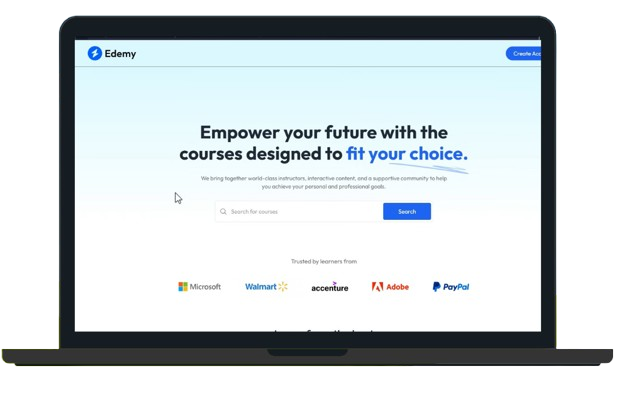 Edemy
Create Acc
Empower your future with the
courses designed to fit your choice.
We bring together world-class instructors, interactive content, and a supportive community to help
you achieve your personal and professional goals.
Search for courses
Search
Trusted by learners from
Microsoft
Walmart
accenture
Adobe
PayPal